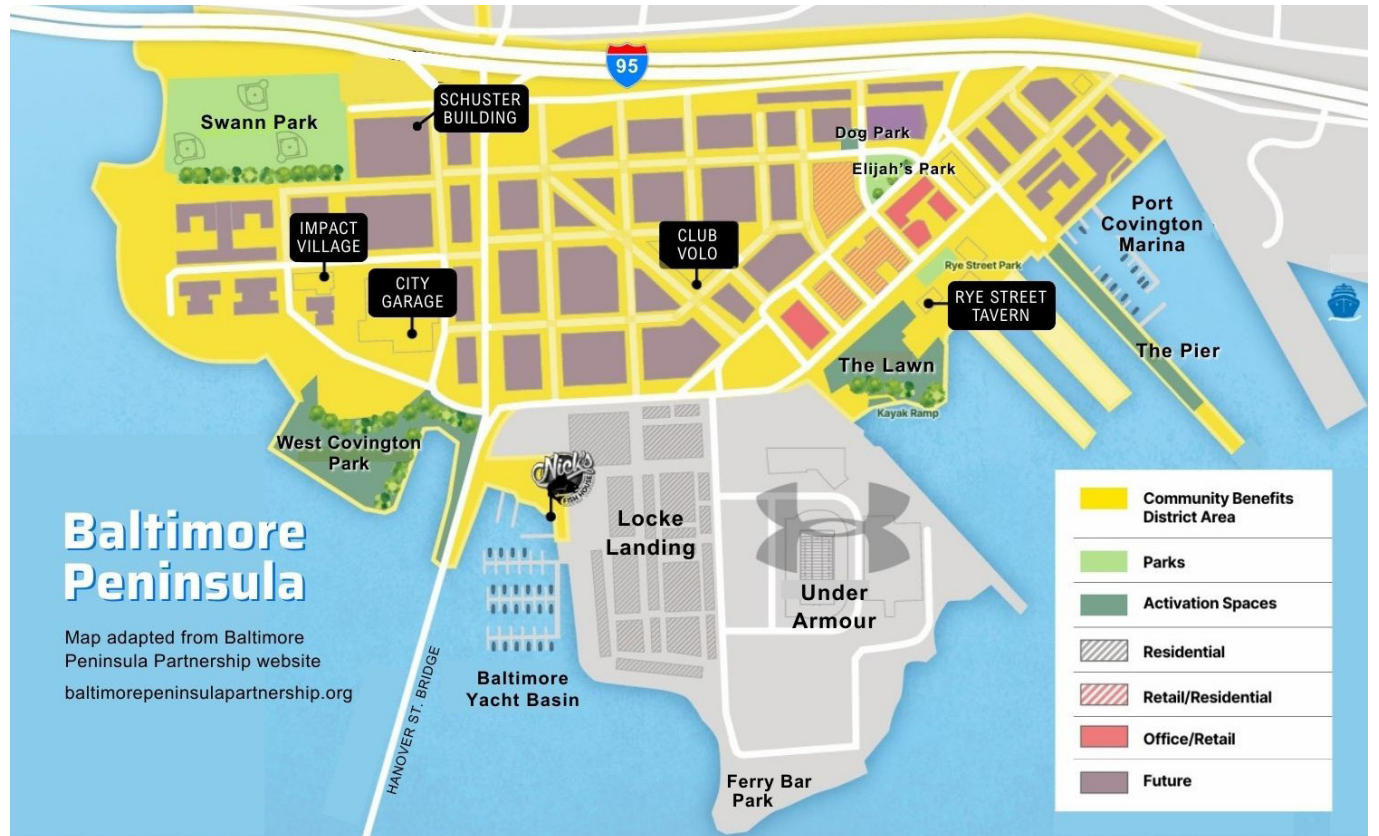 95
SCHUSTER
BUILDING
Swann Park
Dog Park
Elijah's Park
IMPACT
VILLAGE
CLUB
VOLO
CITY
GARAGE
Port
Covington
Marina
Rye Street Park
RYE STREET
TAVERN
The Pier
The Lawn
Kayak Ramp
West Covington
Park
Nick's
FISH HOUSE
Locke
Landing
Under
Armour
Baltimore
Yacht Basin
HANOVER ST. BRIDGE
Ferry Bar
Park
Baltimore
Peninsula
Map adapted from Baltimore
Peninsula Partnership website
baltimorepeninsulapartnership.org
Community Benefits
District Area
Parks
Activation Spaces
Residential
Retail/Residential
Office/Retail
Future